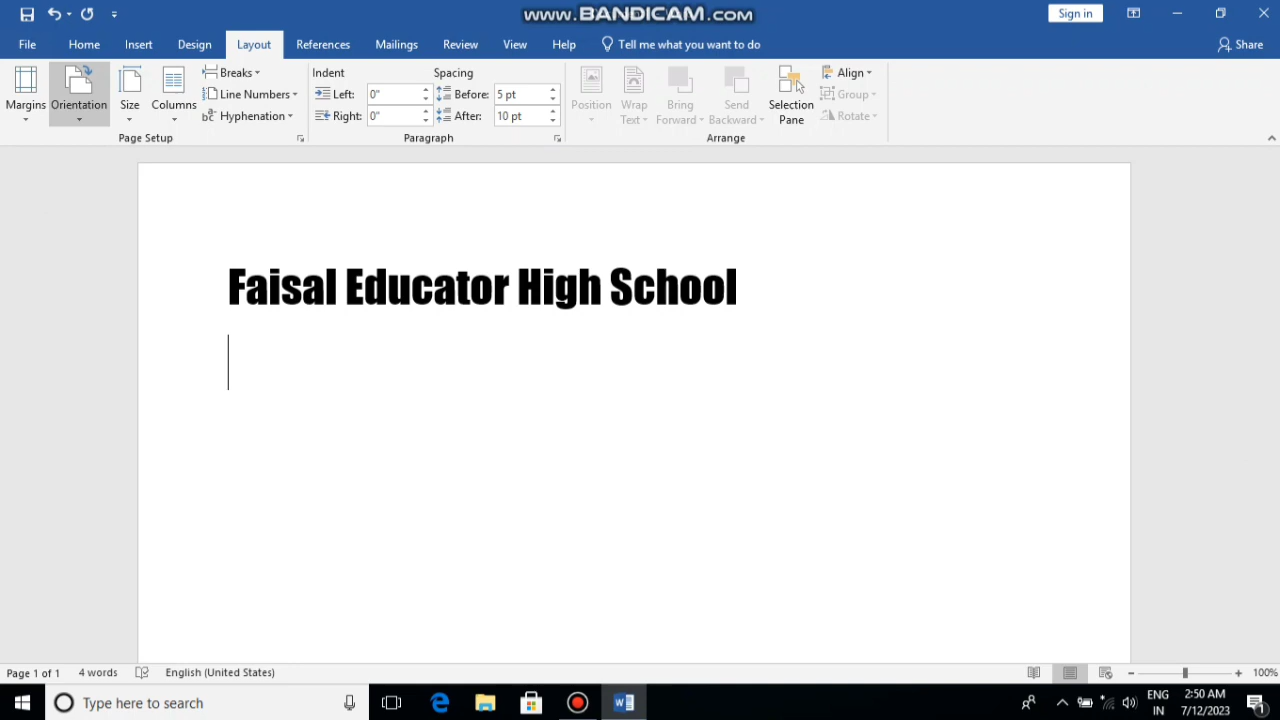 www.BANDICAM.com
Sign in
File Home Insert Design Layout References Mailings Review View Help Tell me what you want to do Share
Margins Orientation Size Columns
Breaks
Line Numbers
Hyphenation
Page Setup
Indent Spacing
Left: 0" Before: 5 pt
Right: 0" After: 10 pt
Paragraph
Position Wrap Text Bring Forward Send Backward Selection Pane
Align
Group
Rotate
Arrange
Faisal Educator High School
Page 1 of 1 4 words English (United States) 100%
Type here to search
ENG 2:50 AM
IN 7/12/2023
1